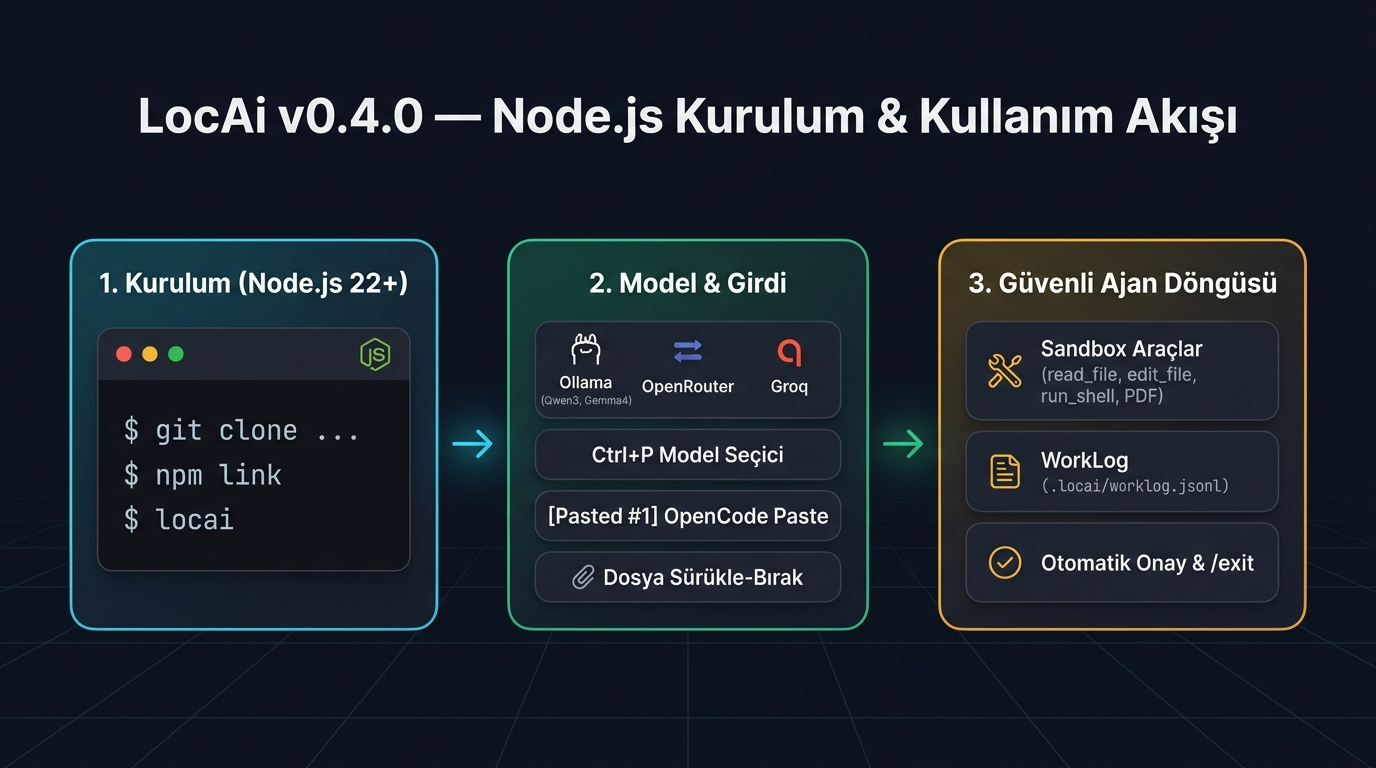 LocAi v0.4.0 — Node.js Kurulum & Kullanım Akışı
1. Kurulum (Node.js 22+)
JS
$ git clone ...
$ npm link
$ locai
2. Model & Girdi
Ollama
(Qwen3, Gemma4)
OpenRouter
Groq
Ctrl+P Model Seçici
[Pasted #1] OpenCode Paste
Dosya Sürükle-Bırak
3. Güvenli Ajan Döngüsü
Sandbox Araçlar
(read_file, edit_file,
run_shell, PDF)
WorkLog
(.locai/worklog.jsonl)
Otomatik Onay & /exit